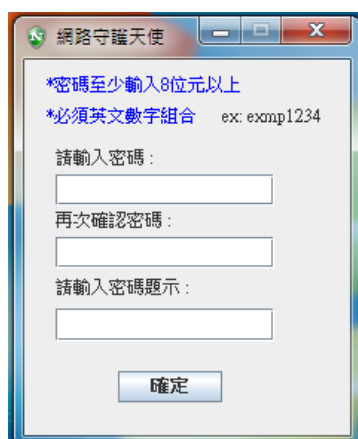 網路守護天使
*密碼至少輸入8位元以上
*必須英文數字組合 ex: exmp1234
請輸入密碼 :
再次確認密碼 :
請輸入密碼題示 :
確定